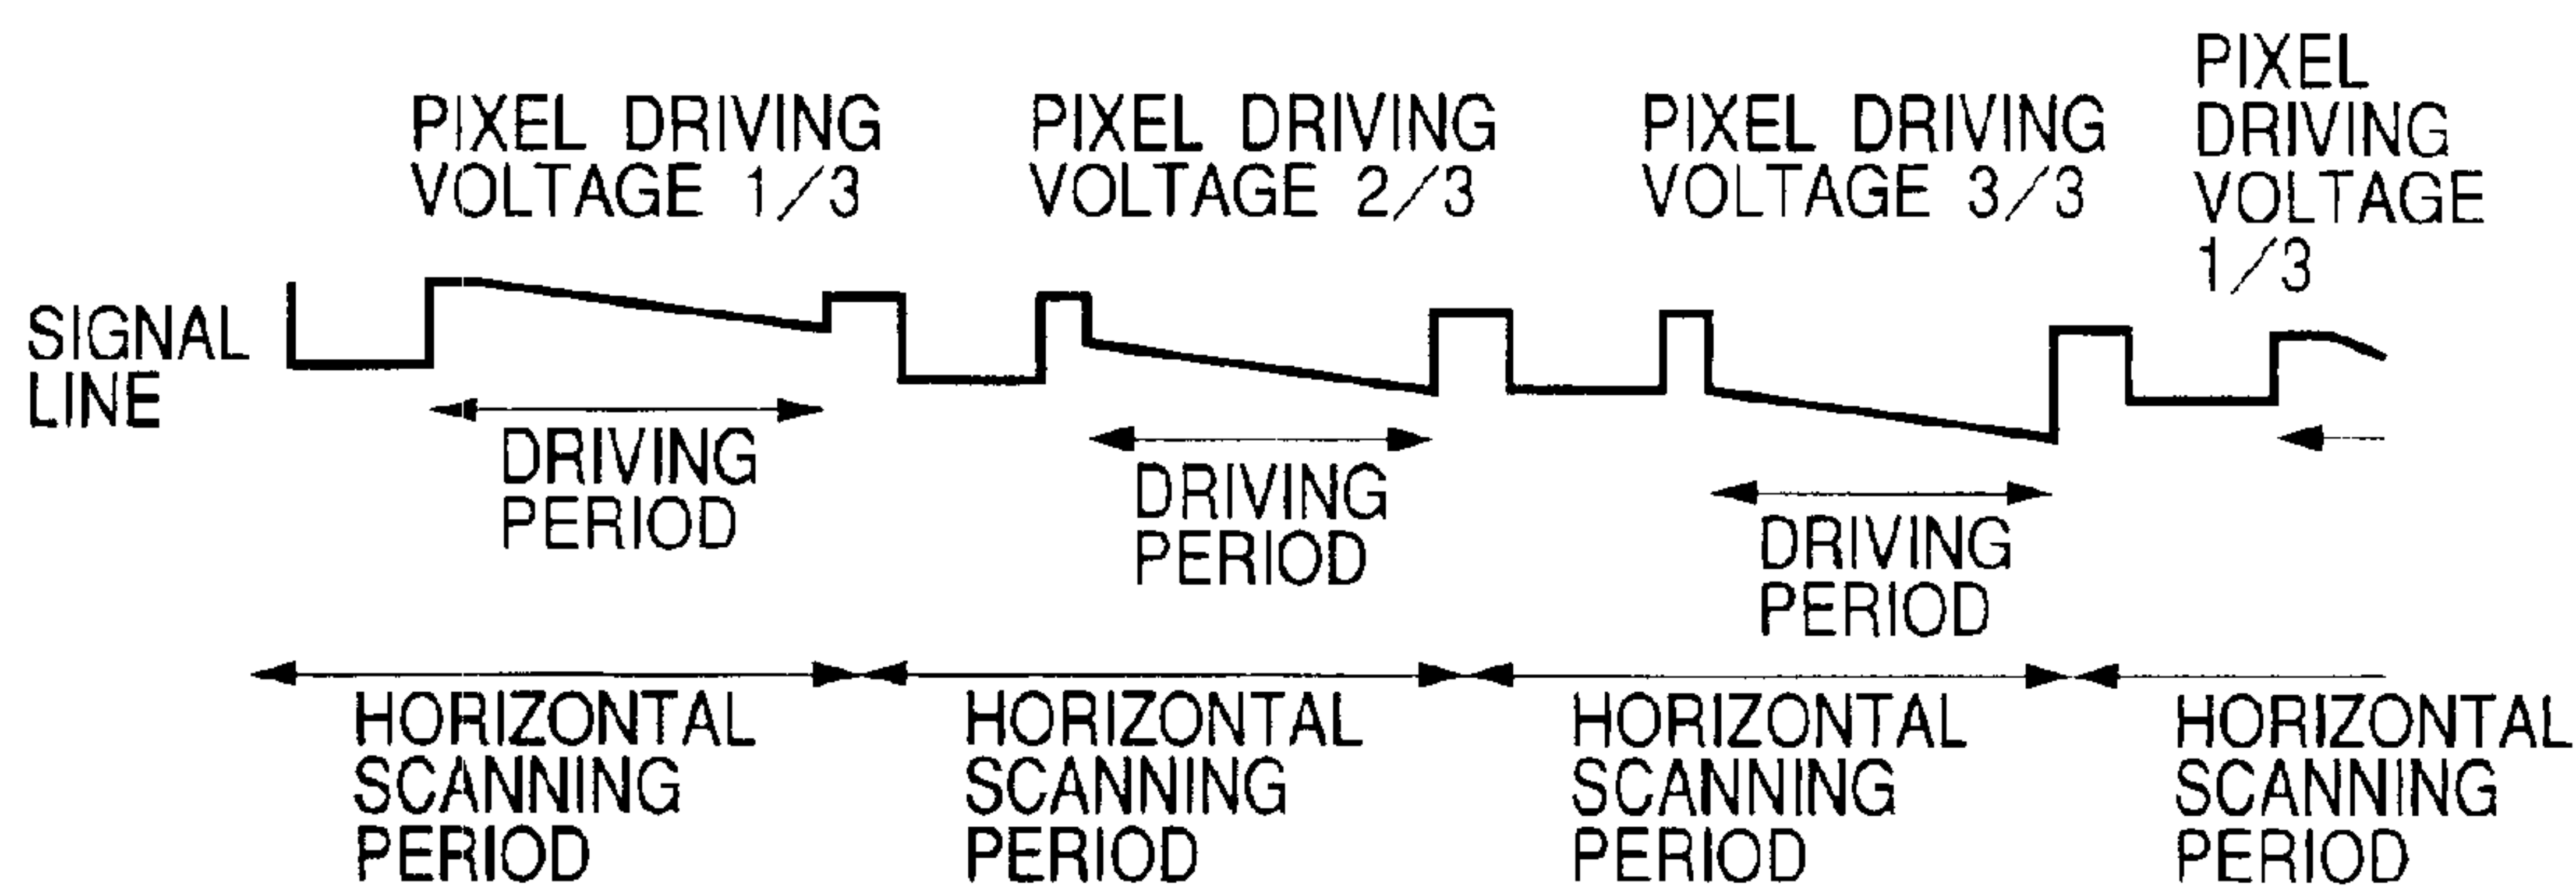 PIXEL DRIVING
VOLTAGE 1/3
PIXEL DRIVING
VOLTAGE 2/3
PIXEL DRIVING
VOLTAGE 3/3
PIXEL
DRIVING
VOLTAGE
1/3
SIGNAL
LINE
DRIVING
PERIOD
DRIVING
PERIOD
DRIVING
PERIOD
HORIZONTAL
SCANNING
PERIOD
HORIZONTAL
SCANNING
PERIOD
HORIZONTAL
SCANNING
PERIOD
HORIZONTAL
SCANNING
PERIOD